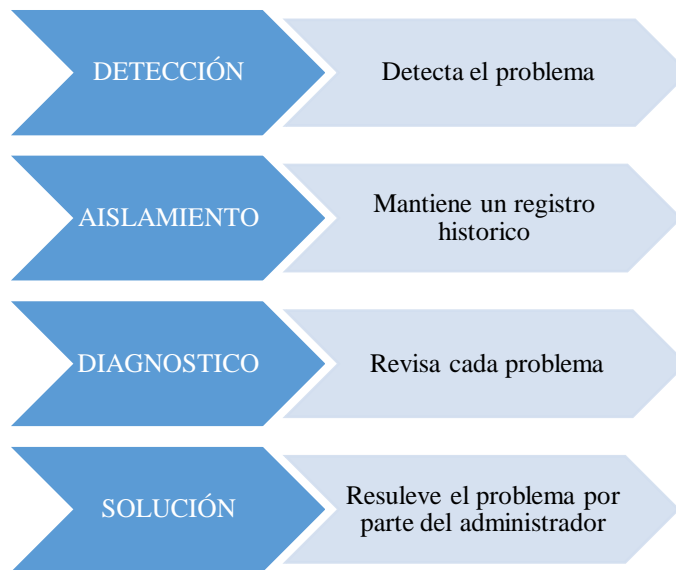 DETECCIÓN
Detecta el problema
AISLAMIENTO
Mantiene un registro
historico
DIAGNOSTICO
Revisa cada problema
SOLUCIÓN
Resuleve el problema por
parte del administrador